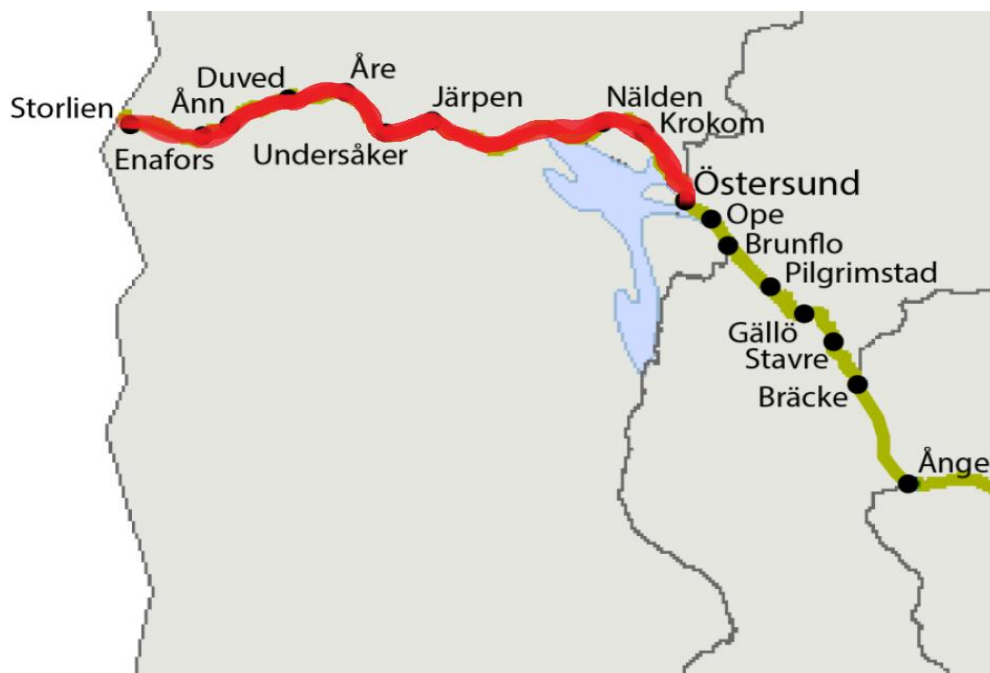 Storlien
Enafors
Ånn
Duved
Åre
Undersåker
Järpen
Nälden
Krokom
Östersund
Ope
Brunflo
Pilgrimstad
Gällö
Stavre
Bräcke
Ånge